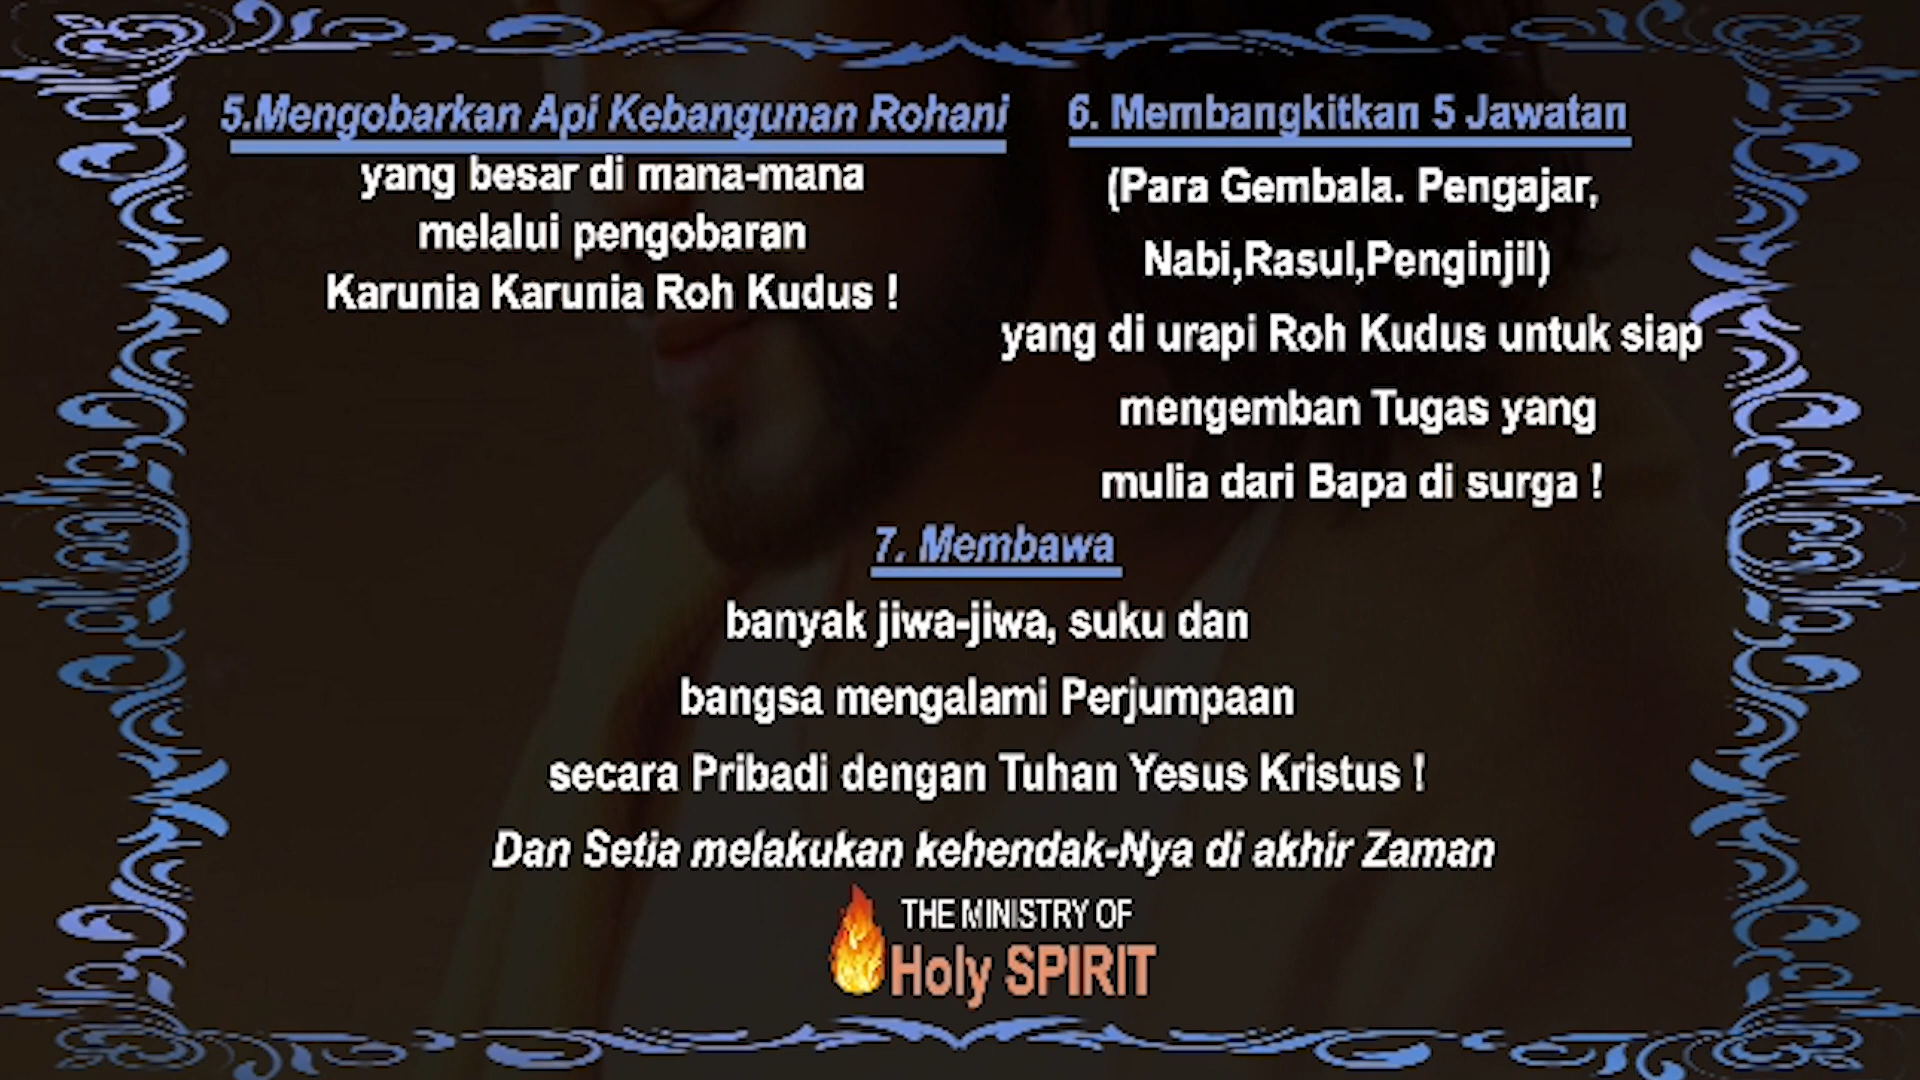 5.Mengobarkan Api Kebangunan Rohani
yang besar di mana-mana
melalui pengobaran
Karunia Karunia Roh Kudus !
6. Membangkitkan 5 Jawatan
(Para Gembala. Pengajar,
Nabi,Rasul,Penginjil)
yang di urapi Roh Kudus untuk siap
mengemban Tugas yang
mulia dari Bapa di surga !
7. Membawa
banyak jiwa-jiwa, suku dan
bangsa mengalami Perjumpaan
secara Pribadi dengan Tuhan Yesus Kristus !
Dan Setia melakukan kehendak-Nya di akhir Zaman
THE MINISTRY OF
Holy SPIRIT